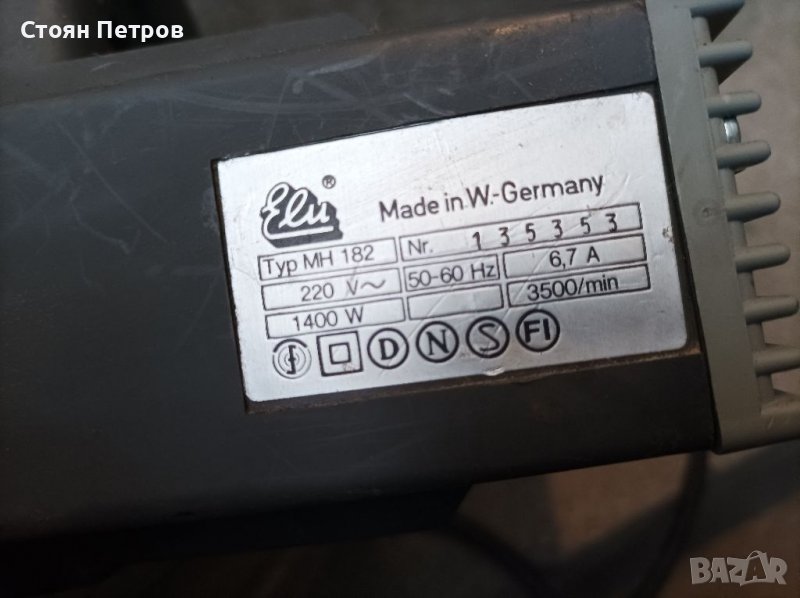 Стоян Петров
Elu ®
Made in W.-Germany
Typ MH 182 Nr. 135353
220 V~ 50-60 Hz 6,7 A
1400 W 3500/min
D N S FI
BAZAR